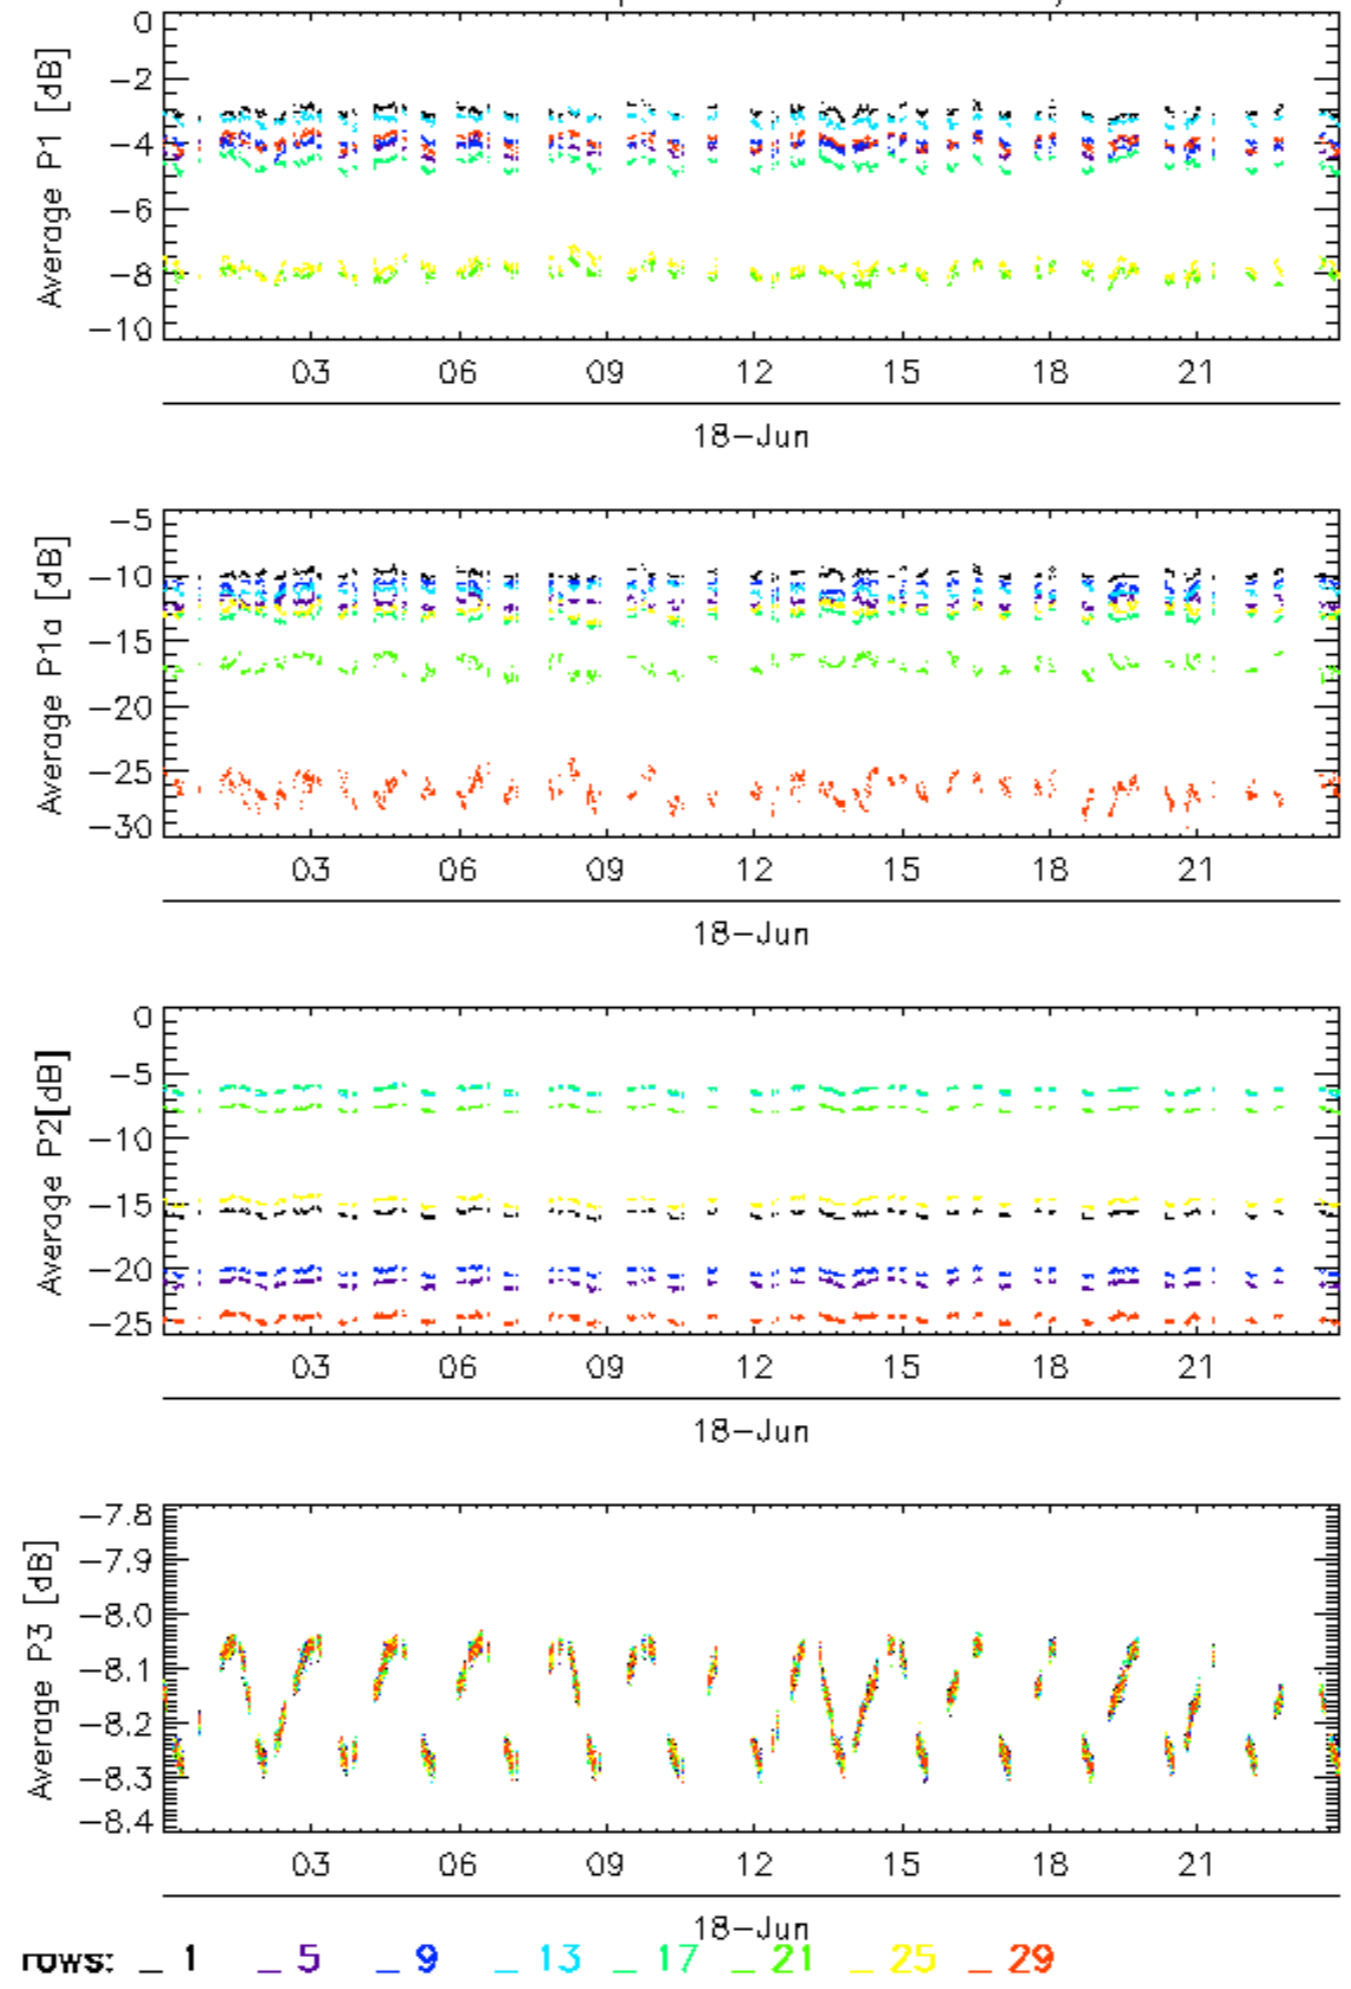 0
−2
−4
−6
−8
−10
Average P1 [dB]
03 06 09 12 15 18 21
18−Jun
−5
−10
−15
−20
−25
−30
Average P1a [dB]
03 06 09 12 15 18 21
18−Jun
0
−5
−10
−15
−20
−25
Average P2[dB]
03 06 09 12 15 18 21
18−Jun
−7.8
−7.9
−8.0
−8.1
−8.2
−8.3
−8.4
Average P3 [dB]
03 06 09 12 15 18 21
18−Jun
rows: _ 1 _ 5 _ 9 _ 13 _ 17 _ 21 _ 25 _ 29